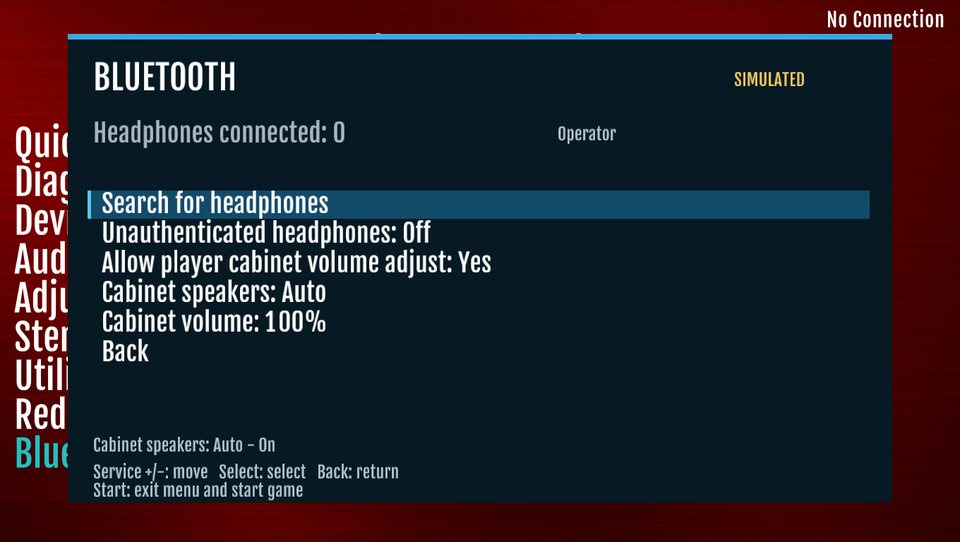 No Connection
BLUETOOTH
SIMULATED
Headphones connected: 0
Operator
Search for headphones
Unauthenticated headphones: Off
Allow player cabinet volume adjust: Yes
Cabinet speakers: Auto
Cabinet volume: 100%
Back
Cabinet speakers: Auto - On
Service +/-: move Select: select Back: return
Start: exit menu and start game